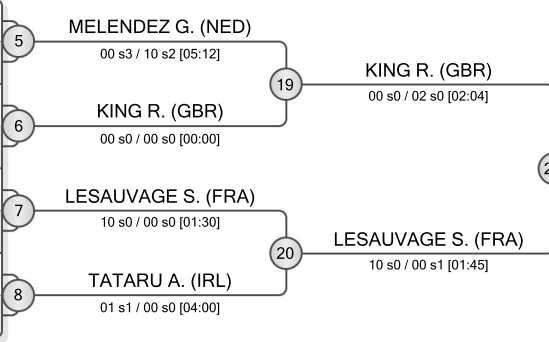 5
MELENDEZ G. (NED)
00 s3 / 10 s2 [05:12]
19
KING R. (GBR)
00 s0 / 02 s0 [02:04]
6
KING R. (GBR)
00 s0 / 00 s0 [00:00]
7
LESAUVAGE S. (FRA)
10 s0 / 00 s0 [01:30]
20
LESAUVAGE S. (FRA)
10 s0 / 00 s1 [01:45]
8
TATARU A. (IRL)
01 s1 / 00 s0 [04:00]